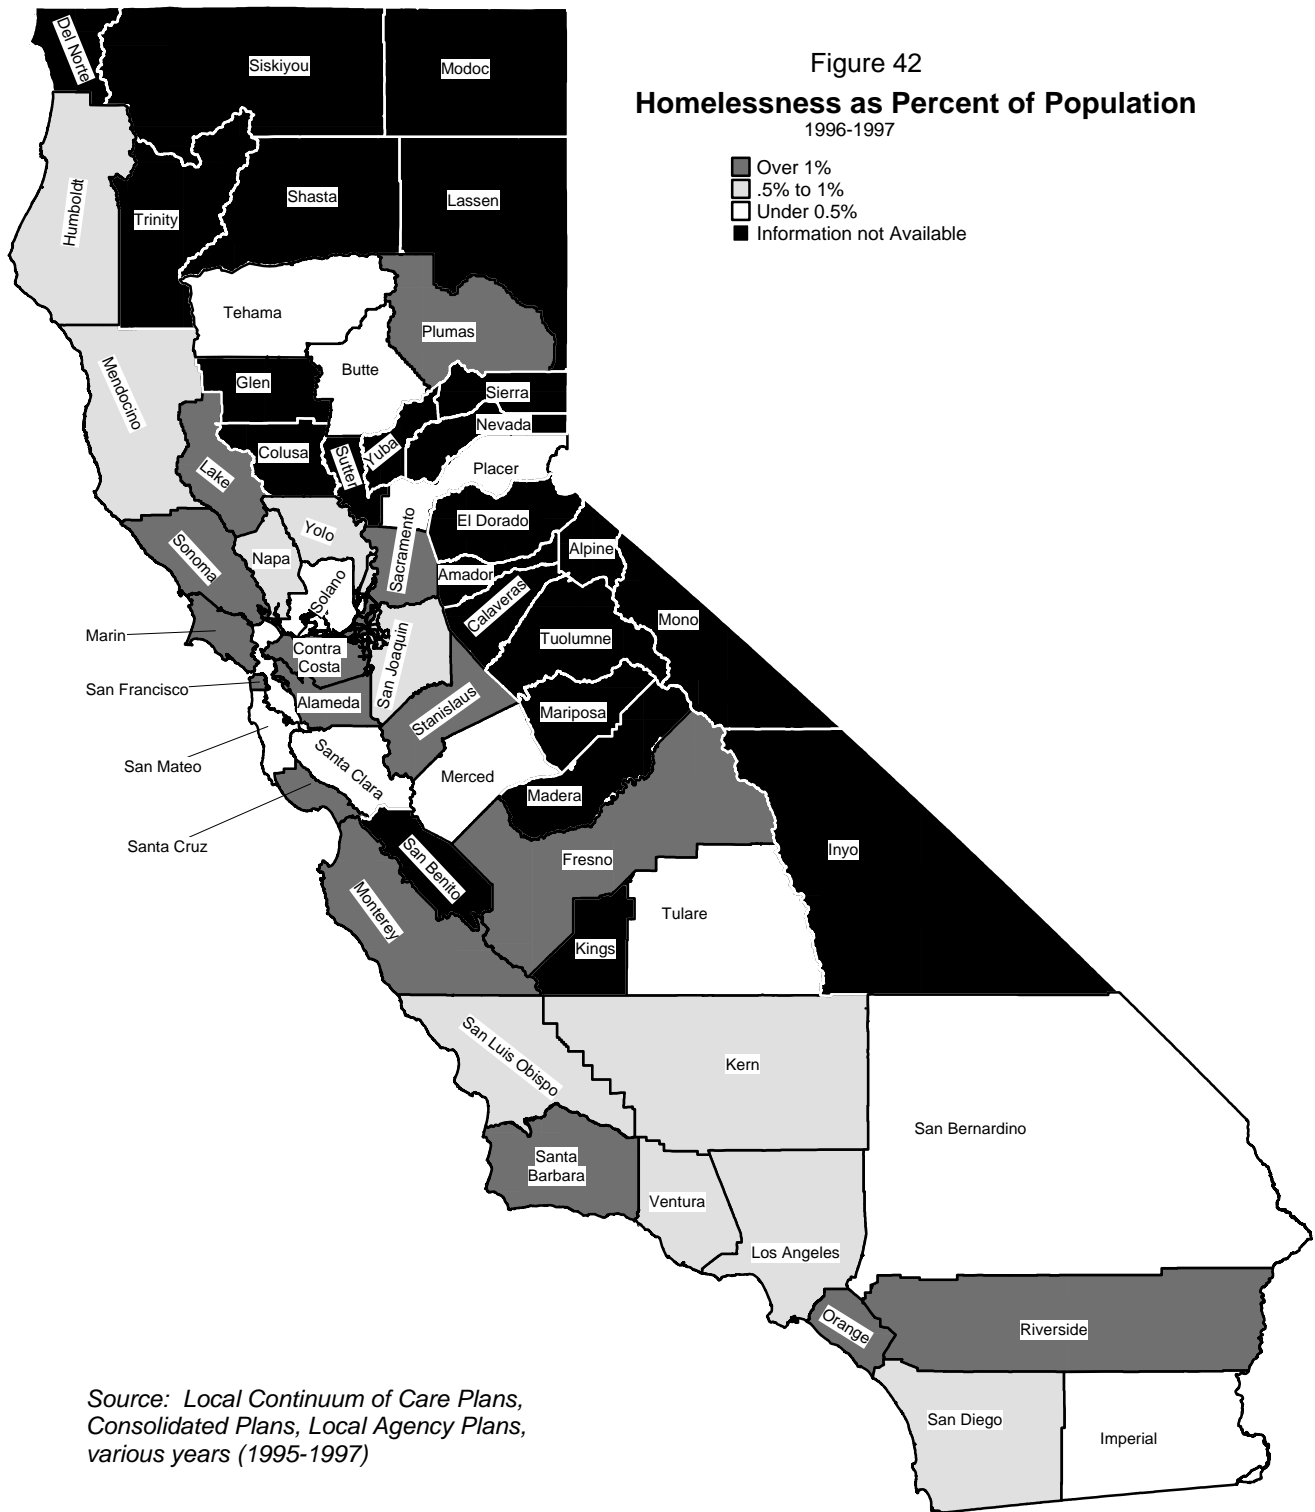 Figure 42
Homelessness as Percent of Population
1996-1997
Over 1%
.5% to 1%
Under 0.5%
Information not Available
Del Norte
Siskiyou
Modoc
Humboldt
Trinity
Shasta
Lassen
Tehama
Plumas
Butte
Mendocino
Glen
Sierra
Nevada
Lake
Colusa
Sutter
Yuba
Placer
El Dorado
Sonoma
Napa
Yolo
Solano
Sacramento
Amador
Alpine
Calaveras
Mono
Marin
Contra
Costa
San Joaquin
Tuolumne
San Francisco
Alameda
Stanislaus
Mariposa
San Mateo
Santa Clara
Merced
Madera
Santa Cruz
San Benito
Fresno
Inyo
Monterey
Kings
Tulare
San Luis Obispo
Kern
San Bernardino
Santa
Barbara
Ventura
Los Angeles
Orange
Riverside
San Diego
Imperial
Source:  Local Continuum of Care Plans,
Consolidated Plans, Local Agency Plans,
various years (1995-1997)